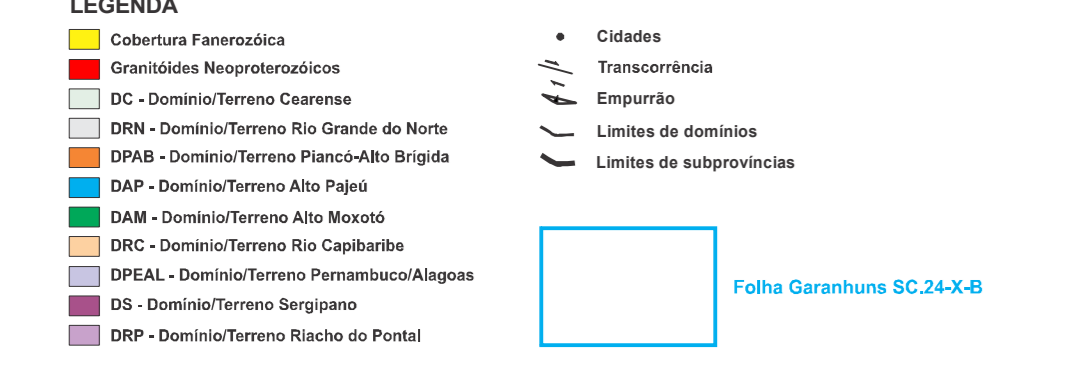 LEGENDA
Cobertura Fanerozóica
Granitóides Neoproterozóicos
DC - Domínio/Terreno Cearense
DRN - Domínio/Terreno Rio Grande do Norte
DPAB - Domínio/Terreno Piancó-Alto Brígida
DAP - Domínio/Terreno Alto Pajeú
DAM - Domínio/Terreno Alto Moxotó
DRC - Domínio/Terreno Rio Capibaribe
DPEAL - Domínio/Terreno Pernambuco/Alagoas
DS - Domínio/Terreno Sergipano
DRP - Domínio/Terreno Riacho do Pontal
Cidades
Transcorrência
Empurrão
Limites de domínios
Limites de subprovíncias
Folha Garanhuns SC.24-X-B